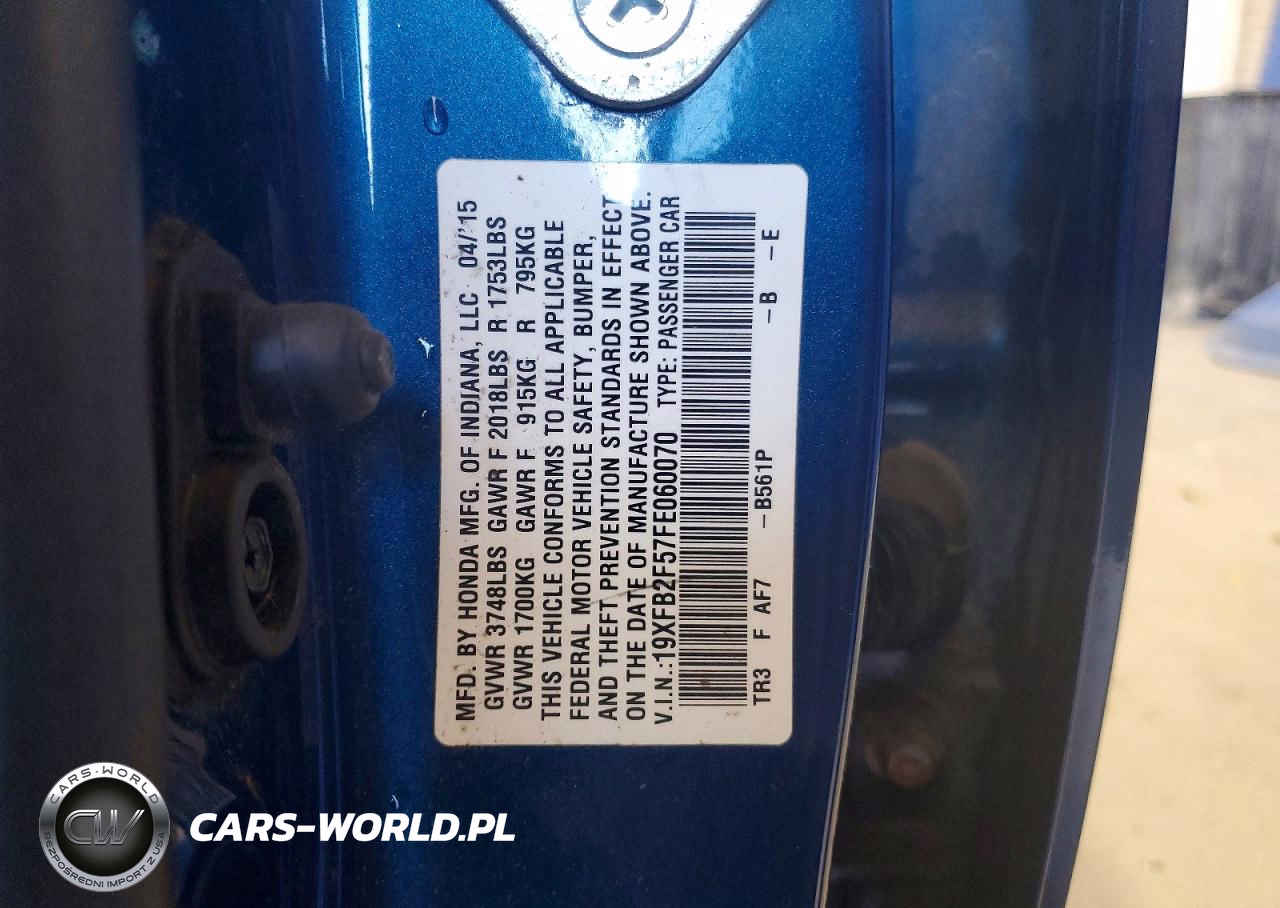 MFD. BY HONDA MFG. OF INDIANA, LLC 04/'15
GVWR 3748LBS GAWR F 2018LBS R 1753LBS
GVWR 1700KG GAWR F 915KG R 795KG
THIS VEHICLE CONFORMS TO ALL APPLICABLE
FEDERAL MOTOR VEHICLE SAFETY, BUMPER,
AND THEFT PREVENTION STANDARDS IN EFFECT
ON THE DATE OF MANUFACTURE SHOWN ABOVE.
V.I.N.:19XFB2F57FE060070 TYPE: PASSENGER CAR
TR3 F AF7 –B561P –B –E
CARS-WORLD
CW
BEZPOŚREDNI IMPORT Z USA
CARS-WORLD.PL